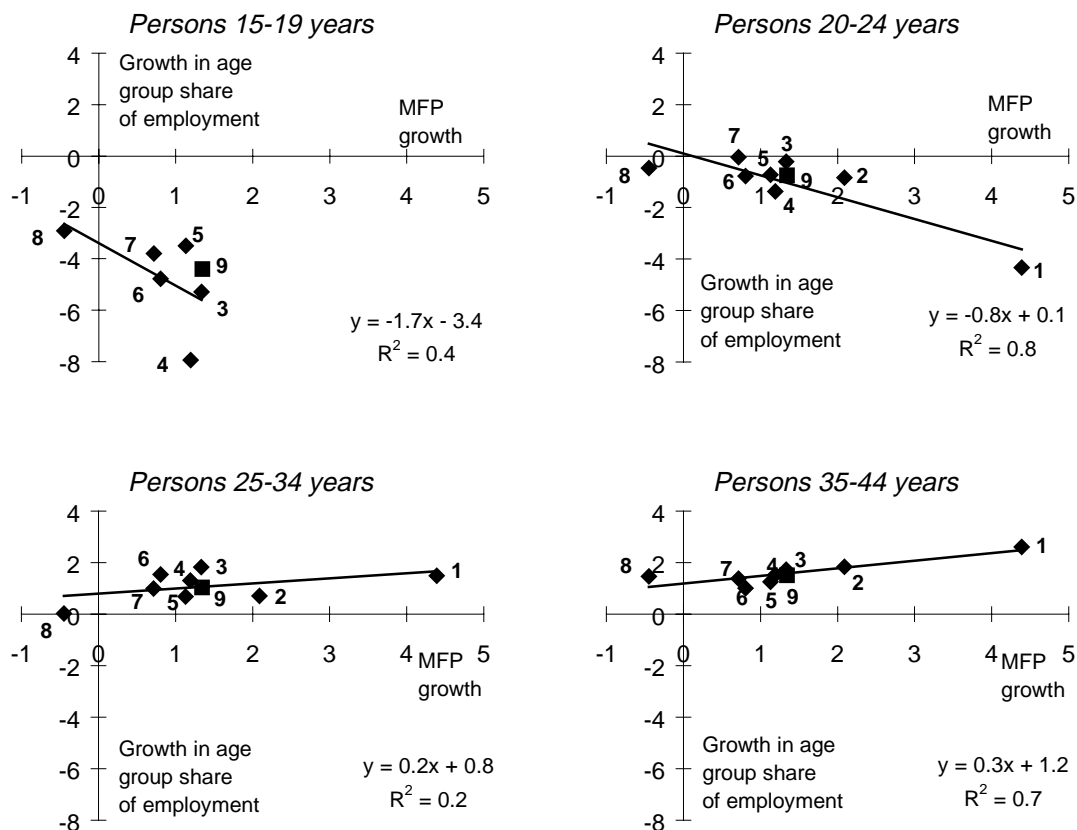 Persons 15-19 years
4
Growth in age
group share
of employment
MFP
growth
2
0
-1 0 1 2 3 4 5
-2
8
7
5
9
-4
6
3
-6
y = -1.7x - 3.4
R² = 0.4
4
-8
Persons 20-24 years
4
MFP
growth
2
7
5
3
0
8
6
9
2
-1 0 1 2 3 4 5
4
-2
-4
1
Growth in age
group share
of employment
-6
y = -0.8x + 0.1
R² = 0.8
-8
Persons 25-34 years
4
2
6
4
3
1
0
8
7
5
9
2
-1 0 1 2 3 4 5
MFP
growth
-2
-4
Growth in age
group share
of employment
-6
y = 0.2x + 0.8
R² = 0.2
-8
Persons 35-44 years
4
2
8
7
4
3
1
6
5
9
2
0
-1 0 1 2 3 4 5
MFP
growth
-2
-4
Growth in age
group share
of employment
-6
y = 0.3x + 1.2
R² = 0.7
-8